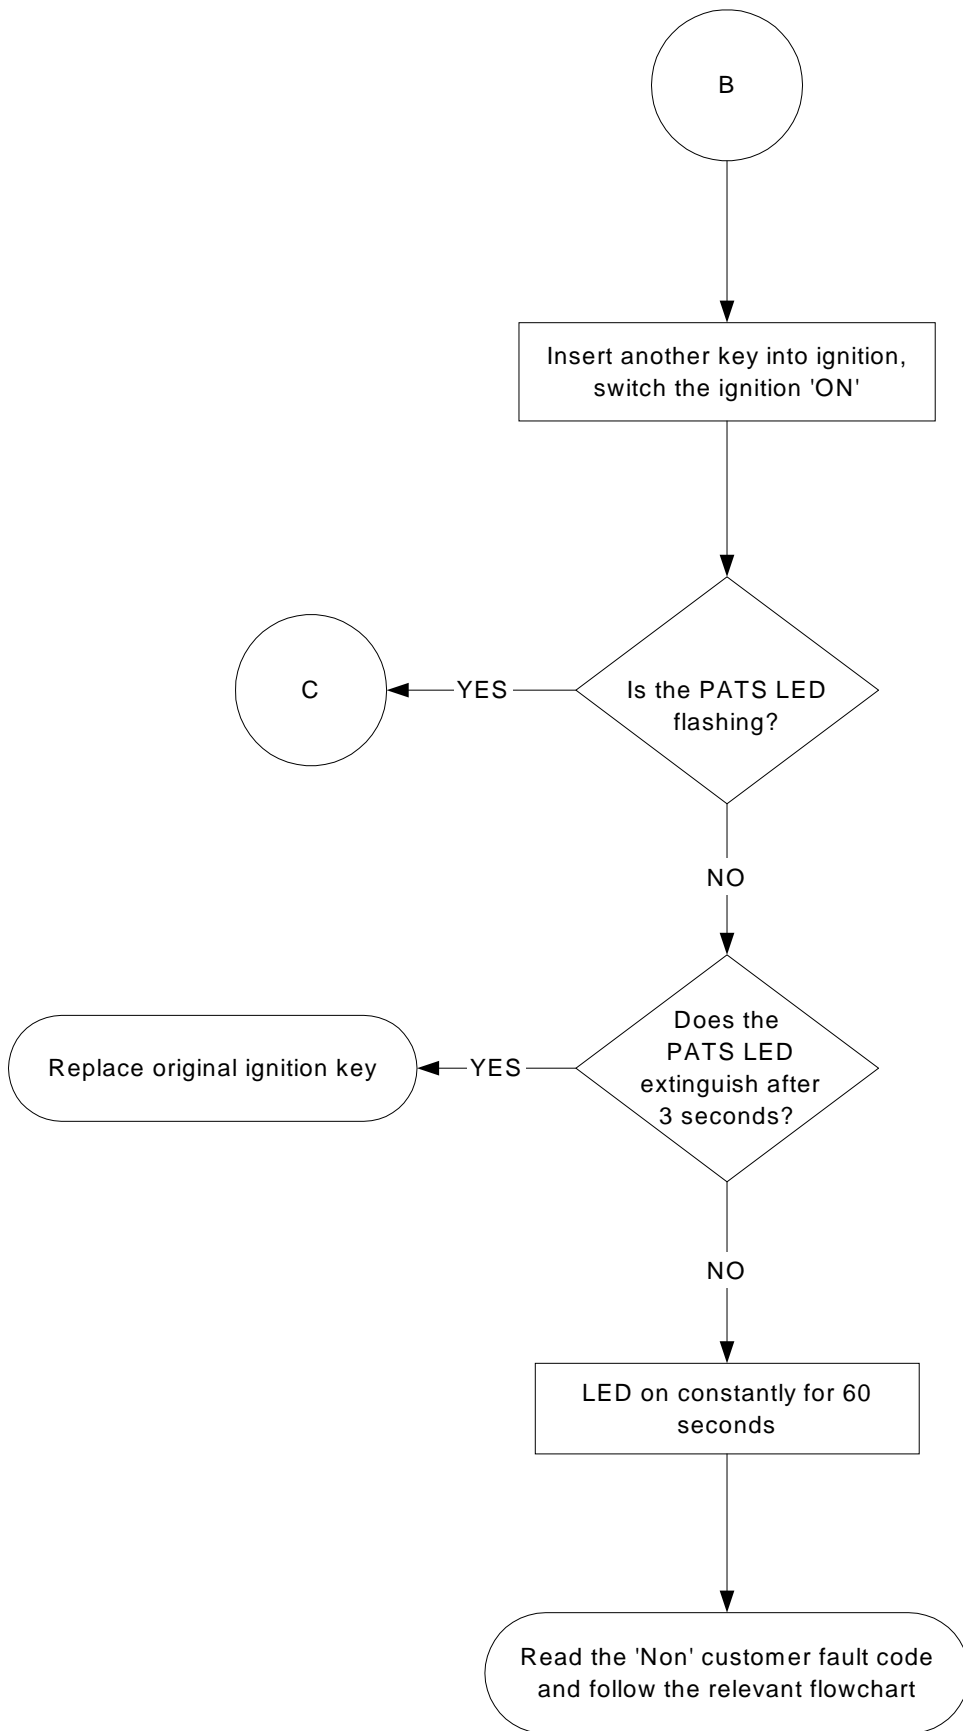 B
Insert another key into ignition,
switch the ignition 'ON'
Is the PATS LED
flashing?
YES
C
NO
Does the
PATS LED
extinguish after
3 seconds?
YES
Replace original ignition key
NO
LED on constantly for 60
seconds
Read the 'Non' customer fault code
and follow the relevant flowchart